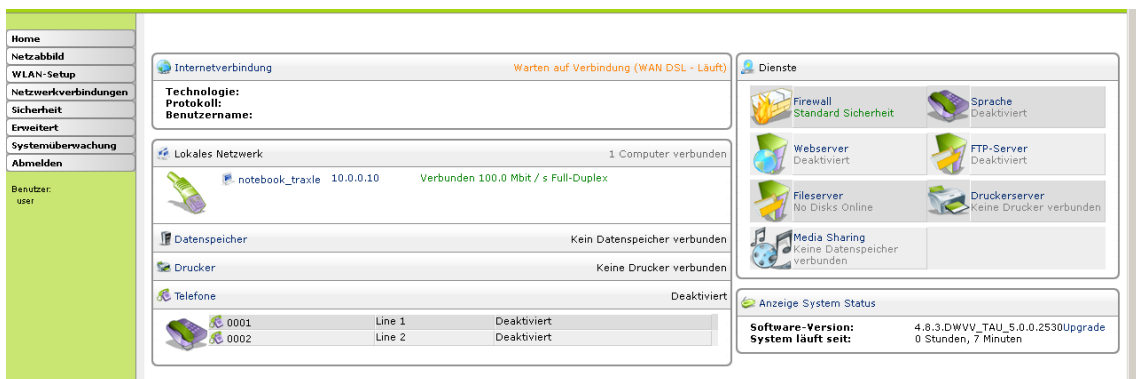 Home
Netzabbild
WLAN-Setup
Netzwerkverbindungen
Sicherheit
Erweitert
Systemüberwachung
Abmelden
Benutzer:
user
Internetverbindung Warten auf Verbindung (WAN DSL - Läuft)
Technologie:
Protokoll:
Benutzername:
Lokales Netzwerk 1 Computer verbunden
notebook_traxle 10.0.0.10 Verbunden 100.0 Mbit / s Full-Duplex
Datenspeicher Kein Datenspeicher verbunden
Drucker Keine Drucker verbunden
Telefone Deaktiviert
0001 Line 1 Deaktiviert
0002 Line 2 Deaktiviert
Dienste
Firewall
Standard Sicherheit
Sprache
Deaktiviert
Webserver
Deaktiviert
FTP-Server
Deaktiviert
Fileserver
No Disks Online
Druckerserver
Keine Drucker verbunden
Media Sharing
Keine Datenspeicher
verbunden
Anzeige System Status
Software-Version: 4.8.3.DWVV_TAU_5.0.0.2530Upgrade
System läuft seit: 0 Stunden, 7 Minuten